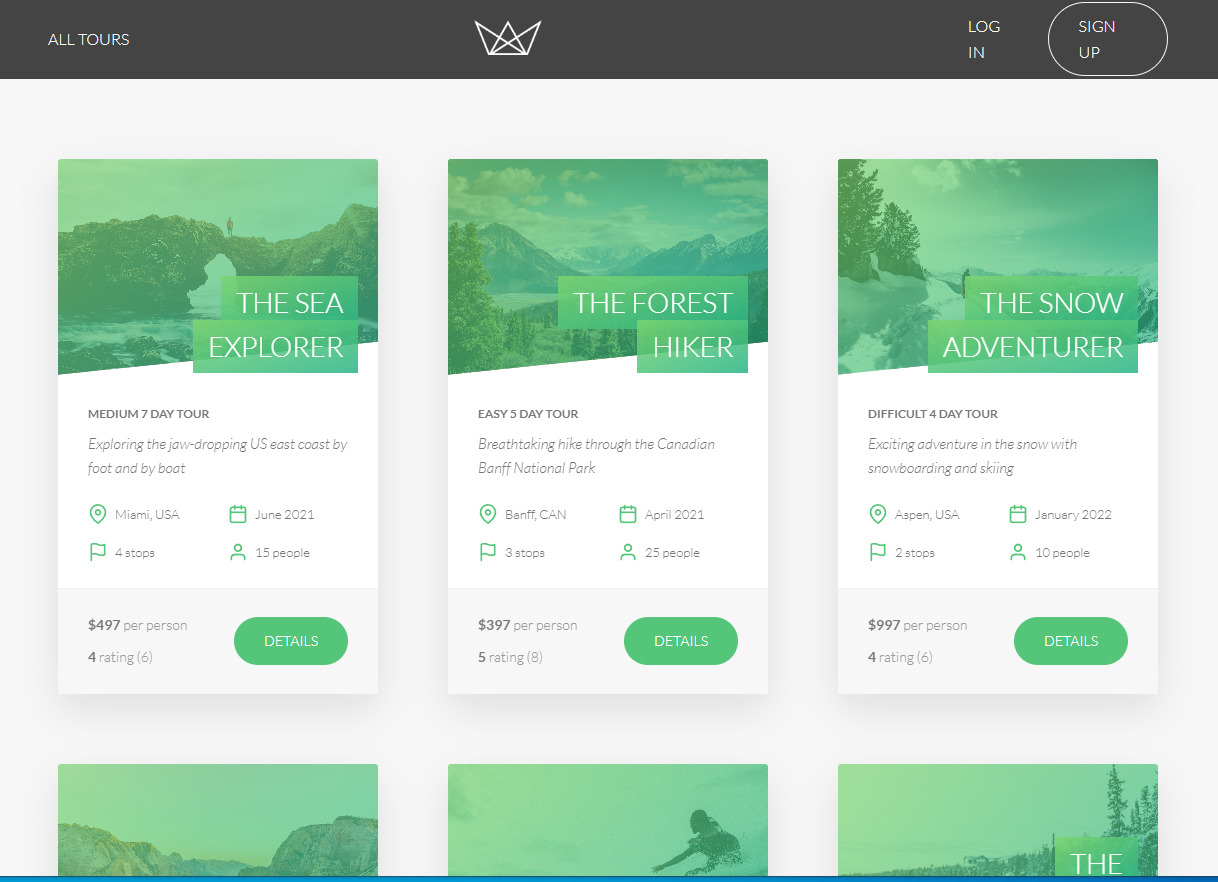 ALL TOURS
LOG
IN
SIGN
UP
THE SEA
EXPLORER
MEDIUM 7 DAY TOUR
Exploring the jaw-dropping US east coast by
foot and by boat
Miami, USA
June 2021
4 stops
15 people
$497 per person
4 rating (6)
DETAILS
THE FOREST
HIKER
EASY 5 DAY TOUR
Breathtaking hike through the Canadian
Banff National Park
Banff, CAN
April 2021
3 stops
25 people
$397 per person
5 rating (8)
DETAILS
THE SNOW
ADVENTURER
DIFFICULT 4 DAY TOUR
Exciting adventure in the snow with
snowboarding and skiing
Aspen, USA
January 2022
2 stops
10 people
$997 per person
4 rating (6)
DETAILS
THE